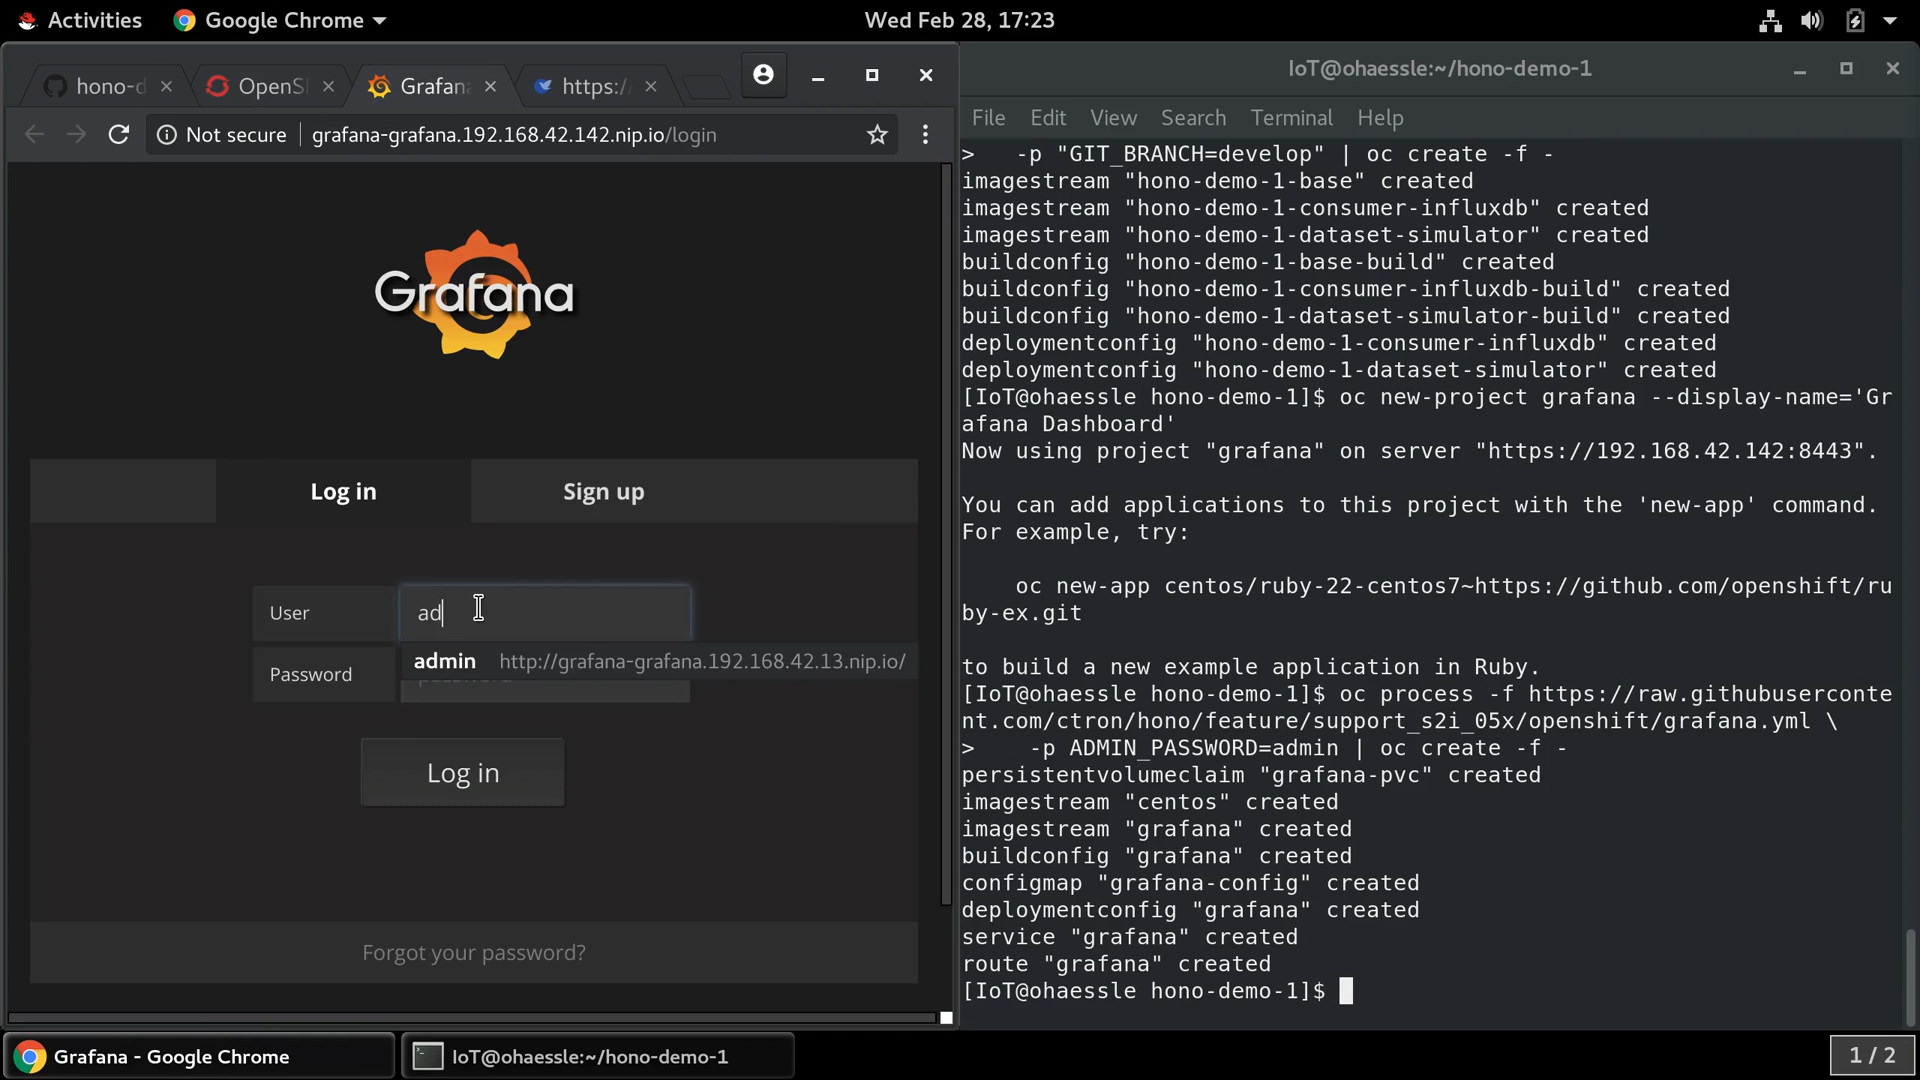 Activities Google Chrome Wed Feb 28, 17:23
hono-d OpenSl Grafana https:/
Not secure grafana-grafana.192.168.42.142.nip.io/login
Grafana
Log in Sign up
User ad
admin http://grafana-grafana.192.168.42.13.nip.io/
Password
Log in
Forgot your password?
IoT@ohaessle:~/hono-demo-1
File Edit View Search Terminal Help
>   -p "GIT_BRANCH=develop" | oc create -f -
imagestream "hono-demo-1-base" created
imagestream "hono-demo-1-consumer-influxdb" created
imagestream "hono-demo-1-dataset-simulator" created
buildconfig "hono-demo-1-base-build" created
buildconfig "hono-demo-1-consumer-influxdb-build" created
buildconfig "hono-demo-1-dataset-simulator-build" created
deploymentconfig "hono-demo-1-consumer-influxdb" created
deploymentconfig "hono-demo-1-dataset-simulator" created
[IoT@ohaessle hono-demo-1]$ oc new-project grafana --display-name='Gr
afana Dashboard'
Now using project "grafana" on server "https://192.168.42.142:8443".
You can add applications to this project with the 'new-app' command.
For example, try:
    oc new-app centos/ruby-22-centos7~https://github.com/openshift/ru
by-ex.git
to build a new example application in Ruby.
[IoT@ohaessle hono-demo-1]$ oc process -f https://raw.githubuserconte
nt.com/ctron/hono/feature/support_s2i_05x/openshift/grafana.yml \
>    -p ADMIN_PASSWORD=admin | oc create -f -
persistentvolumeclaim "grafana-pvc" created
imagestream "centos" created
imagestream "grafana" created
buildconfig "grafana" created
configmap "grafana-config" created
deploymentconfig "grafana" created
service "grafana" created
route "grafana" created
[IoT@ohaessle hono-demo-1]$
Grafana - Google Chrome IoT@ohaessle:~/hono-demo-1 1 / 2